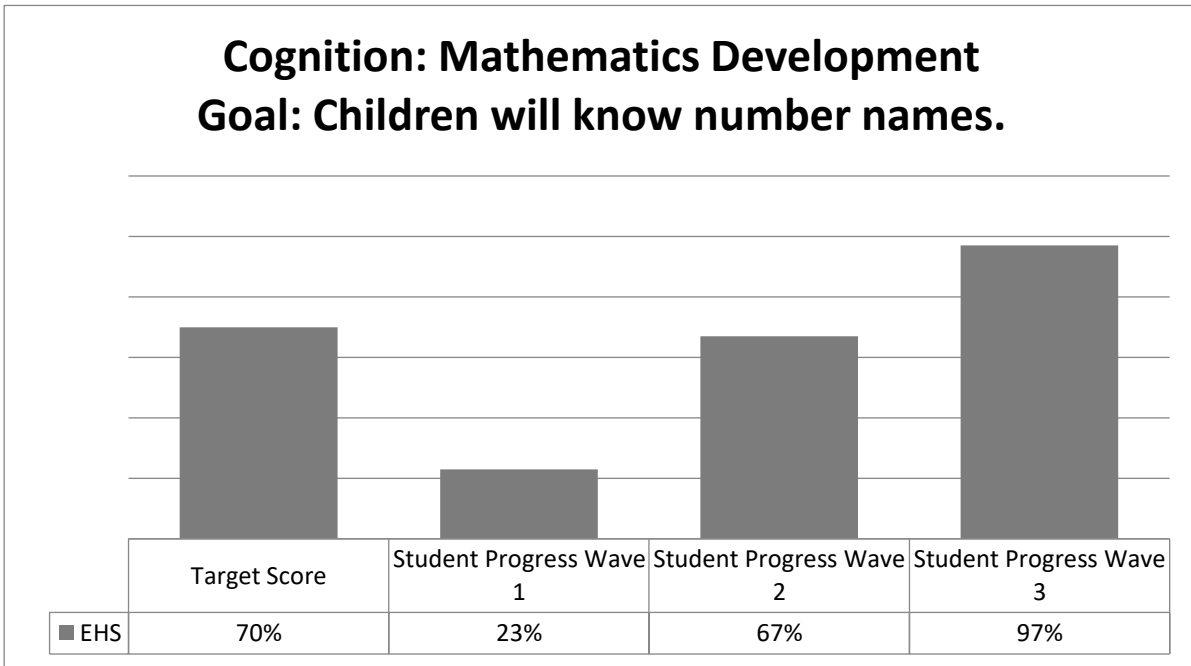 Cognition: Mathematics Development
Goal: Children will know number names.
Target Score
Student Progress Wave 1
Student Progress Wave 2
Student Progress Wave 3
EHS 70% 23% 67% 97%